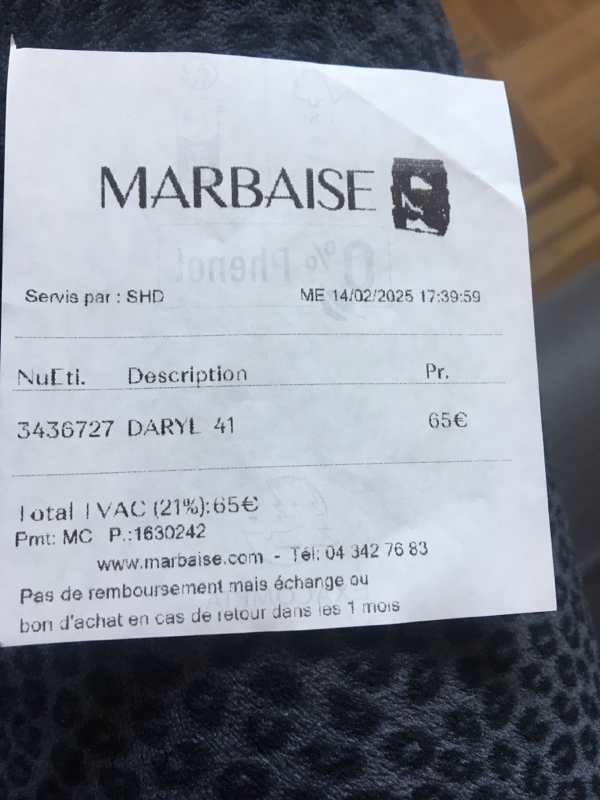 MARBAISE
0% Phenol
Servis par : SHD ME 14/02/2025 17:39:59
NuEti. Description Pr.
3436727 DARYL 41 65€
Total TVAC (21%):65€
Pmt: MC P.:1630242
www.marbaise.com - Tél: 04 342 76 83
Pas de remboursement mais échange ou
bon d'achat en cas de retour dans les 1 mois